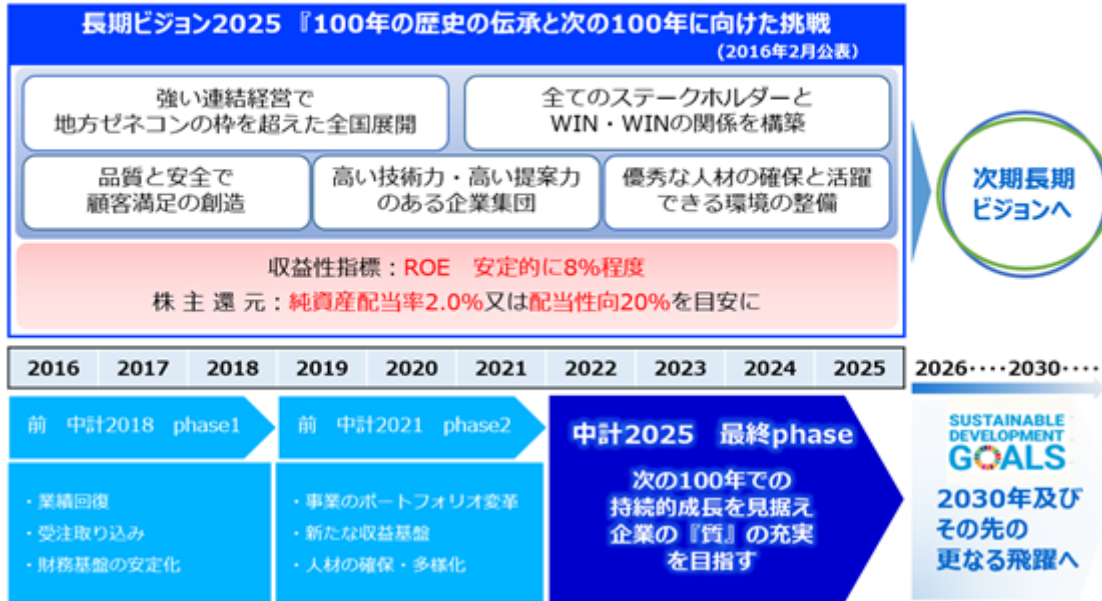 長期ビジョン2025 『100年の歴史の伝承と次の100年に向けた挑戦
(2016年2月公表)
強い連結経営で
地方ゼネコンの枠を超えた全国展開
全てのステークホルダーと
WIN・WINの関係を構築
品質と安全で
顧客満足の創造
高い技術力・高い提案力
のある企業集団
優秀な人材の確保と活躍
できる環境の整備
収益性指標：ROE　安定的に8%程度
株 主 還 元：純資産配当率2.0%又は配当性向20%を目安に
次期長期
ビジョンへ
2016 2017 2018 2019 2020 2021 2022 2023 2024 2025 2026････2030････
前　中計2018　phase1
・業績回復
・受注取り込み
・財務基盤の安定化
前　中計2021　phase2
・事業のポートフォリオ変革
・新たな収益基盤
・人材の確保・多様化
中計2025　最終phase
次の100年での
持続的成長を見据え
企業の『質』の充実
を目指す
SUSTAINABLE
DEVELOPMENT
GOALS
2030年及び
その先の
更なる飛躍へ